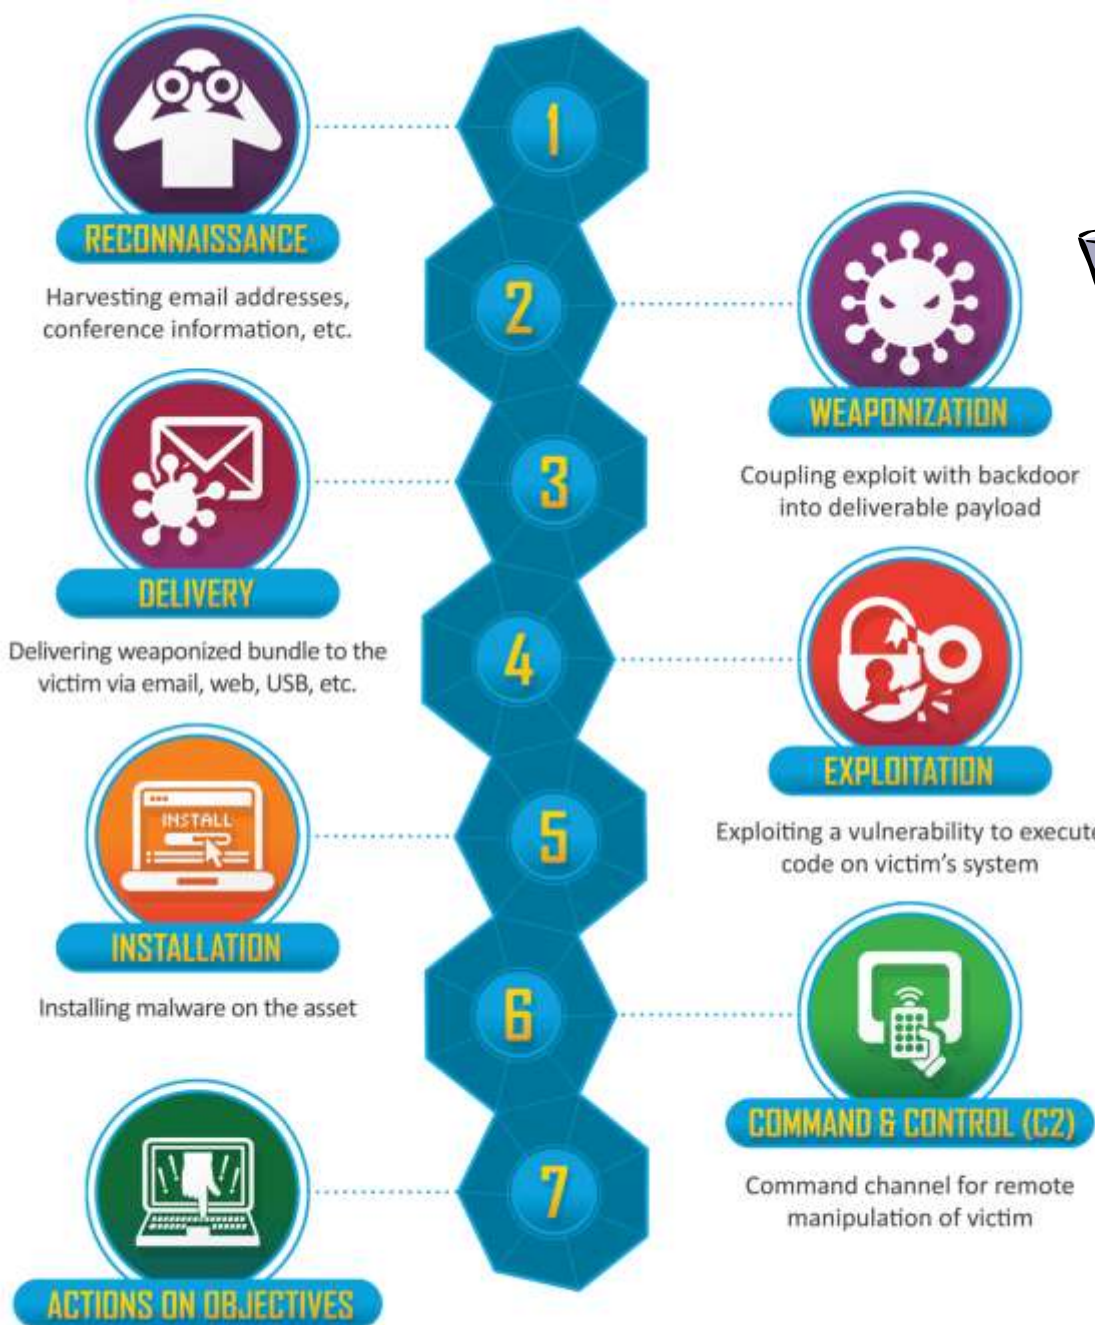 1
RECONNAISSANCE
Harvesting email addresses,
conference information, etc.
2
WEAPONIZATION
Coupling exploit with backdoor
into deliverable payload
3
DELIVERY
Delivering weaponized bundle to the
victim via email, web, USB, etc.
4
EXPLOITATION
Exploiting a vulnerability to execute
code on victim's system
5
INSTALL
INSTALLATION
Installing malware on the asset
6
COMMAND & CONTROL (C2)
Command channel for remote
manipulation of victim
7
ACTIONS ON OBJECTIVES